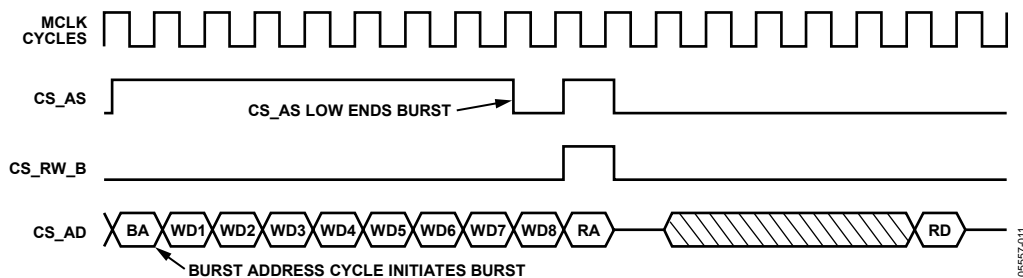 MCLK
CYCLES
CS_AS
CS_AS LOW ENDS BURST
CS_RW_B
CS_AD
BA WD1 WD2 WD3 WD4 WD5 WD6 WD7 WD8 RA RD
BURST ADDRESS CYCLE INITIATES BURST
05557-011